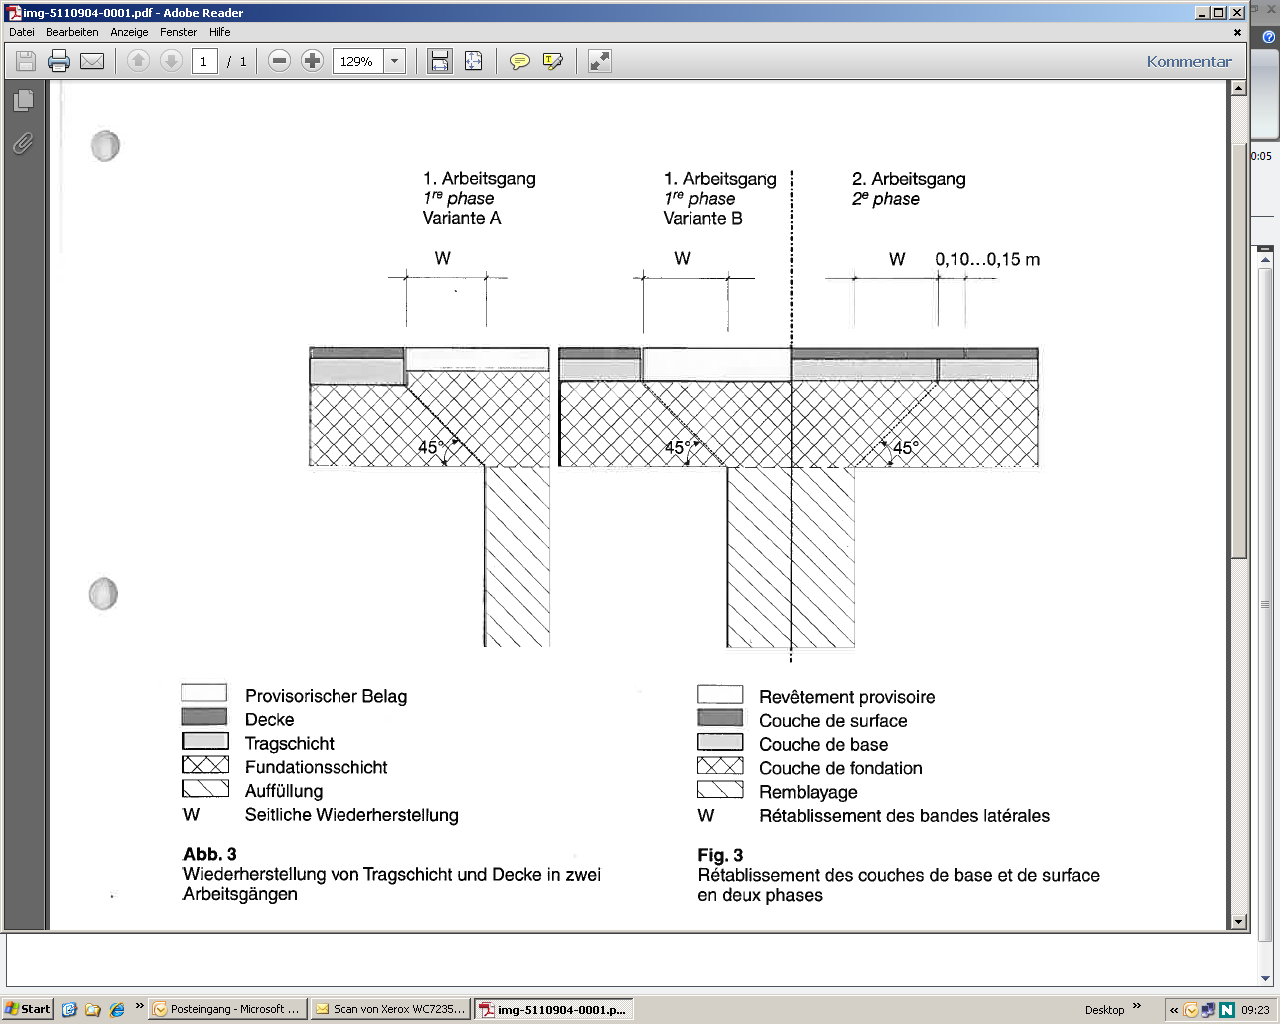 img-5110904-0001.pdf - Adobe Reader
Datei Bearbeiten Anzeige Fenster Hilfe
1 / 1 129% Kommentar
0:05
1. Arbeitsgang
1re phase
Variante A
1. Arbeitsgang
1re phase
Variante B
2. Arbeitsgang
2e phase
W
W
W
0,10...0,15 m
45°
45°
45°
Provisorischer Belag
Decke
Tragschicht
Fundationsschicht
Auffüllung
W Seitliche Wiederherstellung
Abb. 3
Wiederherstellung von Tragschicht und Decke in zwei
Arbeitsgängen
Revêtement provisoire
Couche de surface
Couche de base
Couche de fondation
Remblayage
W Rétablissement des bandes latérales
Fig. 3
Rétablissement des couches de base et de surface
en deux phases
Start
Posteingang - Microsoft ...
Scan von Xerox WC7235...
img-5110904-0001.p...
Desktop
09:23